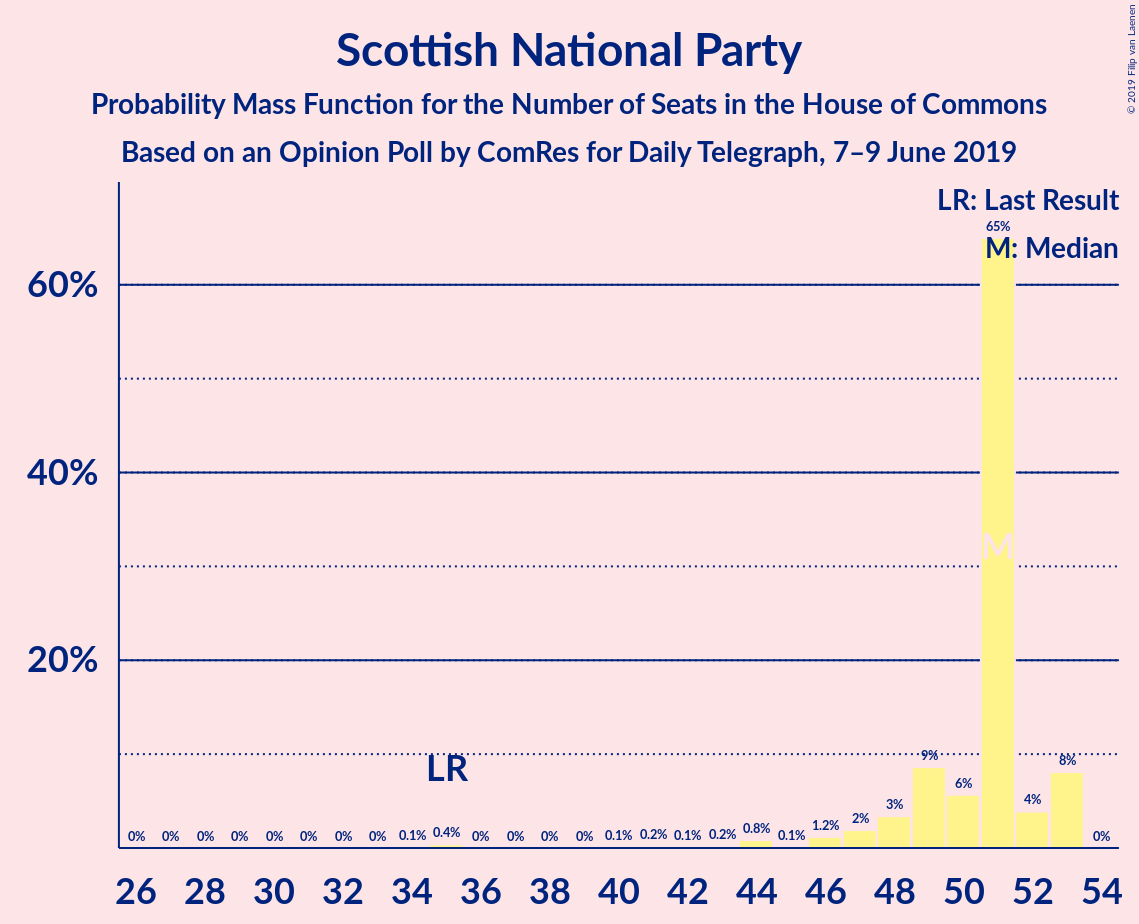 Scottish National Party
Probability Mass Function for the Number of Seats in the House of Commons
Based on an Opinion Poll by ComRes for Daily Telegraph, 7–9 June 2019
© 2019 Filip van Laenen
LR: Last Result
65%
M: Median
60%
40%
M
20%
LR
0% 0% 0% 0% 0% 0% 0% 0% 0.1% 0.4% 0% 0% 0% 0% 0.1% 0.2% 0.1% 0.2% 0.8% 0.1% 1.2% 2% 3% 9% 6% 4% 8% 0%
26 28 30 32 34 36 38 40 42 44 46 48 50 52 54